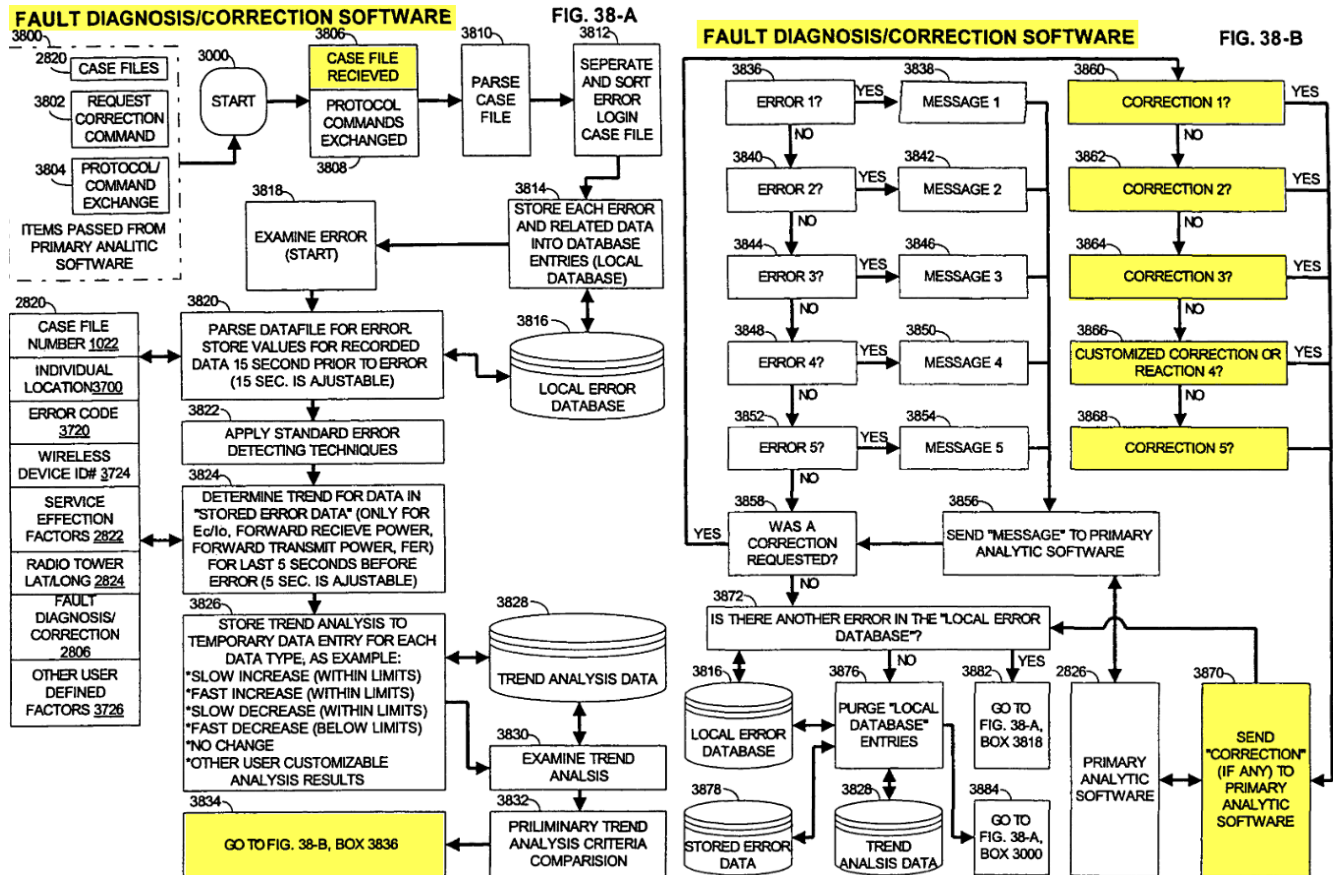 FAULT DIAGNOSIS/CORRECTION SOFTWARE
FIG. 38-A
3800
2820
CASE FILES
3802
REQUEST
CORRECTION
COMMAND
3804
PROTOCOL/
COMMAND
EXCHANGE
ITEMS PASSED FROM
PRIMARY ANALITIC
SOFTWARE
3000
START
3806
CASE FILE
RECIEVED
PROTOCOL
COMMANDS
EXCHANGED
3808
3810
PARSE
CASE
FILE
3812
SEPERATE
AND SORT
ERROR
LOGIN
CASE FILE
3814
STORE EACH ERROR
AND RELATED DATA
INTO DATABASE
ENTRIES (LOCAL
DATABASE)
3816
LOCAL ERROR
DATABASE
3818
EXAMINE ERROR
(START)
3820
PARSE DATAFILE FOR ERROR.
STORE VALUES FOR RECORDED
DATA 15 SECOND PRIOR TO ERROR
(15 SEC. IS AJUSTABLE)
3822
APPLY STANDARD ERROR
DETECTING TECHNIQUES
3824
DETERMINE TREND FOR DATA IN
"STORED ERROR DATA" (ONLY FOR
Ec/Io, FORWARD RECIEVE POWER,
FORWARD TRANSMIT POWER, FER)
FOR LAST 5 SECONDS BEFORE
ERROR (5 SEC. IS AJUSTABLE)
3826
STORE TREND ANALYSIS TO
TEMPORARY DATA ENTRY FOR EACH
DATA TYPE, AS EXAMPLE:
*SLOW INCREASE (WITHIN LIMITS)
*FAST INCREASE (WITHIN LIMITS)
*SLOW DECREASE (WITHIN LIMITS)
*FAST DECREASE (BELOW LIMITS)
*NO CHANGE
*OTHER USER CUSTOMIZABLE
ANALYSIS RESULTS
3828
TREND ANALYSIS DATA
3830
EXAMINE TREND
ANALSIS
3832
PRILIMINARY TREND
ANALYSIS CRITERIA
COMPARISION
3834
GO TO FIG. 38-B, BOX 3836
2820
CASE FILE
NUMBER 1022
INDIVIDUAL
LOCATION3700
ERROR CODE
3720
WIRELESS
DEVICE ID# 3724
SERVICE
EFFECTION
FACTORS 2822
RADIO TOWER
LAT/LONG 2824
FAULT
DIAGNOSIS/
CORRECTION
2806
OTHER USER
DEFINED
FACTORS 3726
FAULT DIAGNOSIS/CORRECTION SOFTWARE
FIG. 38-B
3836
ERROR 1?
YES
3838
MESSAGE 1
NO
3840
ERROR 2?
YES
3842
MESSAGE 2
NO
3844
ERROR 3?
YES
3846
MESSAGE 3
NO
3848
ERROR 4?
YES
3850
MESSAGE 4
NO
3852
ERROR 5?
YES
3854
MESSAGE 5
NO
3858
WAS A
CORRECTION
REQUESTED?
YES
NO
3856
SEND "MESSAGE" TO PRIMARY
ANALYTIC SOFTWARE
3860
CORRECTION 1?
YES
NO
3862
CORRECTION 2?
YES
NO
3864
CORRECTION 3?
YES
NO
3866
CUSTOMIZED CORRECTION OR
REACTION 4?
YES
NO
3868
CORRECTION 5?
3872
IS THERE ANOTHER ERROR IN THE "LOCAL ERROR
DATABASE"?
NO
YES
3816
LOCAL ERROR
DATABASE
3876
PURGE "LOCAL
DATABASE"
ENTRIES
3882
GO TO
FIG. 38-A,
BOX 3818
2826
PRIMARY
ANALYTIC
SOFTWARE
3870
SEND
"CORRECTION"
(IF ANY) TO
PRIMARY
ANALYTIC
SOFTWARE
3878
STORED ERROR
DATA
3828
TREND
ANALSIS DATA
3884
GO TO
FIG. 38-A,
BOX 3000